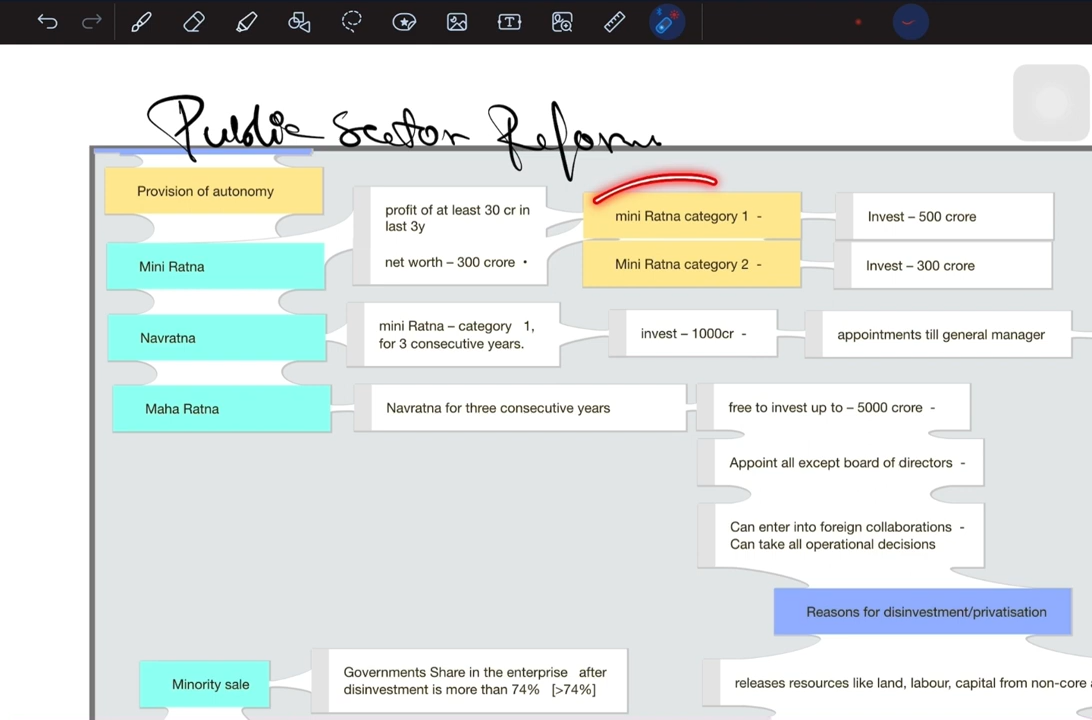 Public Sector Reform
Provision of autonomy
profit of at least 30 cr in
last 3y
net worth – 300 crore •
mini Ratna category 1 -
Invest – 500 crore
Mini Ratna
Mini Ratna category 2 -
Invest – 300 crore
Navratna
mini Ratna – category 1,
for 3 consecutive years.
invest – 1000cr -
appointments till general manager
Maha Ratna
Navratna for three consecutive years
free to invest up to – 5000 crore -
Appoint all except board of directors -
Can enter into foreign collaborations -
Can take all operational decisions
Reasons for disinvestment/privatisation
Minority sale
Governments Share in the enterprise after
disinvestment is more than 74% [>74%]
releases resources like land, labour, capital from non-core